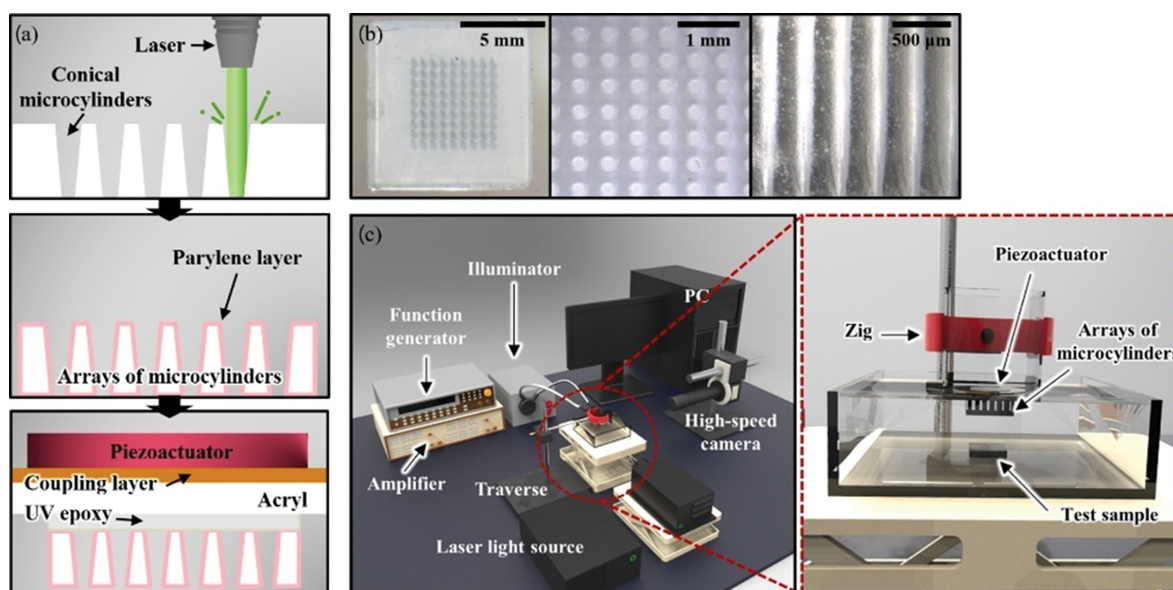 (a)
Laser
Conical
microcylinders
Parylene layer
Arrays of microcylinders
Piezoactuator
Coupling layer
Acryl
UV epoxy
(b)
5 mm
1 mm
500 μm
(c)
Illuminator
PC
Function
generator
High-speed
camera
Amplifier
Traverse
Laser light source
Piezoactuator
Zig
Arrays of
microcylinders
Test sample